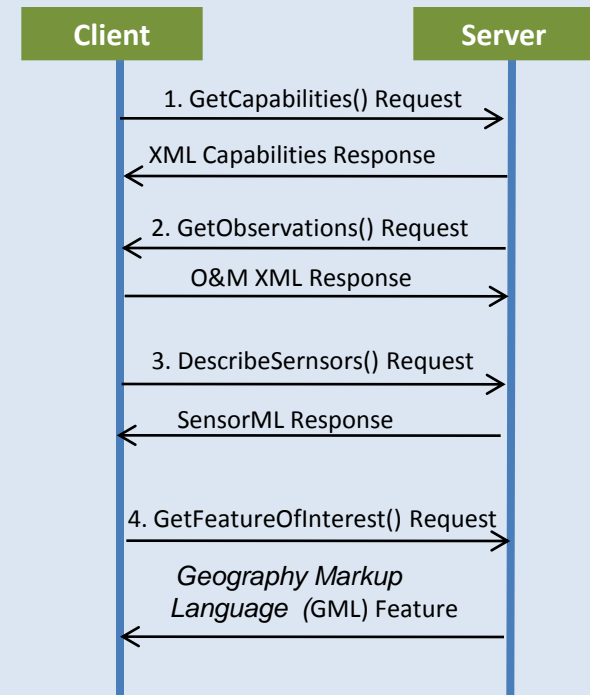 Client
Server
1. GetCapabilities() Request
XML Capabilities Response
2. GetObservations() Request
O&M XML Response
3. DescribeSernsors() Request
SensorML Response
4. GetFeatureOfInterest() Request
Geography Markup
Language (GML) Feature